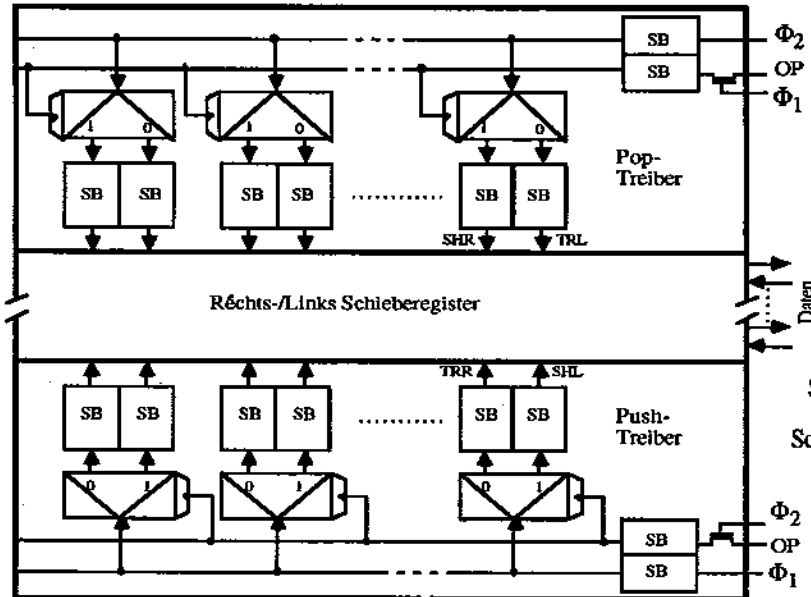 SB Φ2
SB OP
Φ1
1 0 1 0 1 0
Pop-
Treiber
SB SB SB SB SB SB
SHR TRL
Réchts-/Links Schieberegister
Daten
TRR SHL
SB SB SB SB SB SB
Push-
Treiber
0 1 0 1 0 1
Φ2
SB OP
SB Φ1